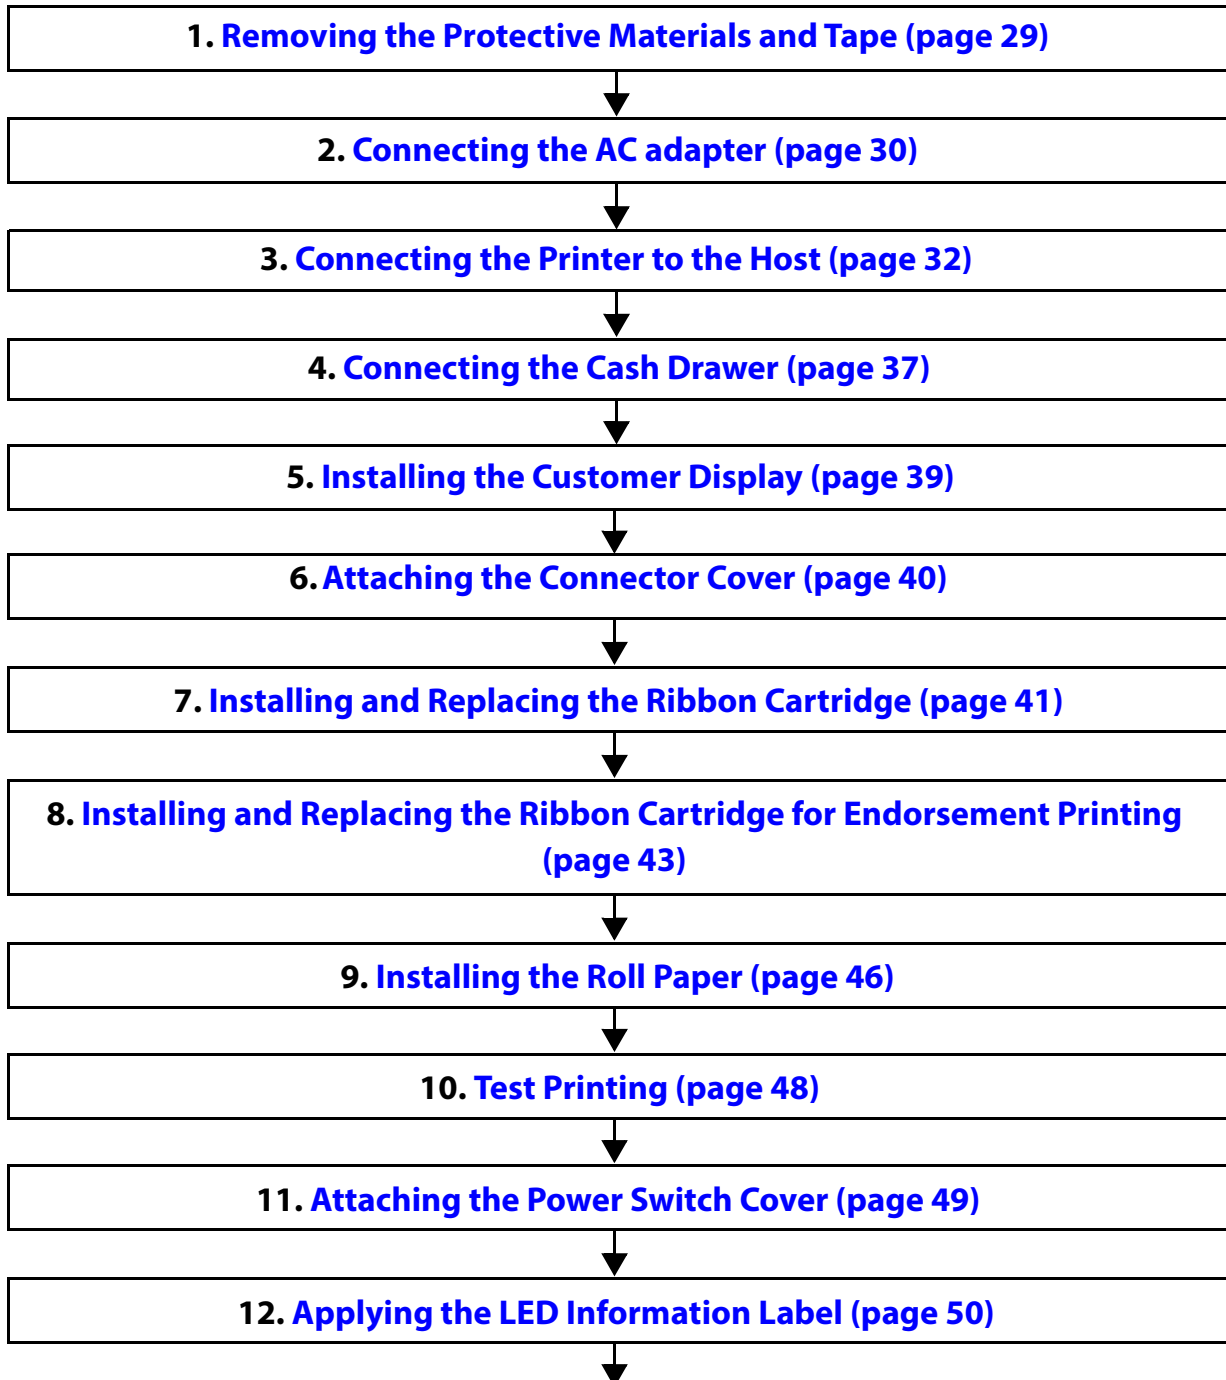 1. Removing the Protective Materials and Tape (page 29)
2. Connecting the AC adapter (page 30)
3. Connecting the Printer to the Host (page 32)
4. Connecting the Cash Drawer (page 37)
5. Installing the Customer Display (page 39)
6. Attaching the Connector Cover (page 40)
7. Installing and Replacing the Ribbon Cartridge (page 41)
8. Installing and Replacing the Ribbon Cartridge for Endorsement Printing
(page 43)
9. Installing the Roll Paper (page 46)
10. Test Printing (page 48)
11. Attaching the Power Switch Cover (page 49)
12. Applying the LED Information Label (page 50)